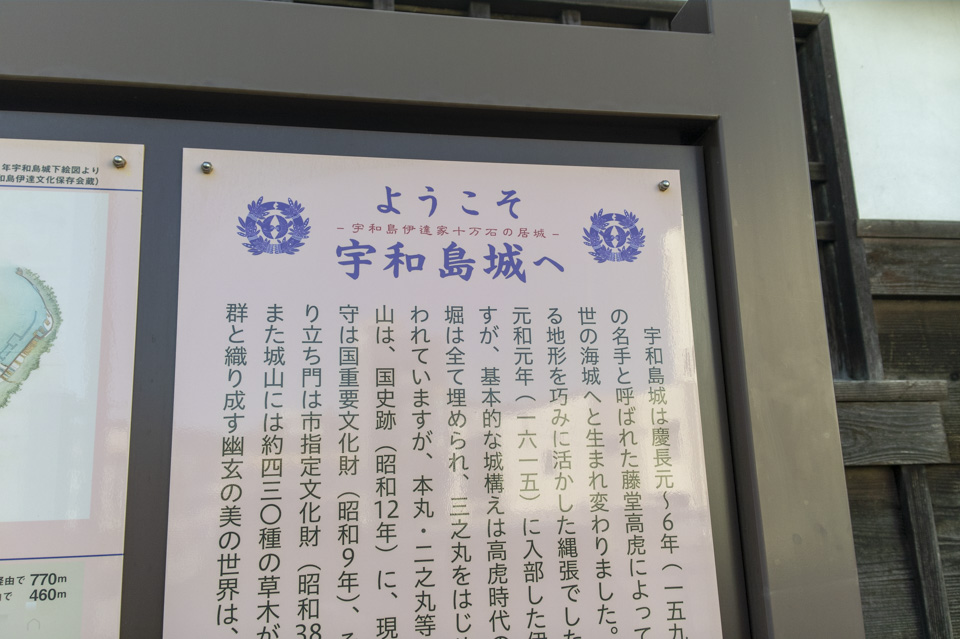 ようこそ
－宇和島伊達家十万石の居城－
宇和島城へ
宇和島城は慶長元～6年（一五九
の名手と呼ばれた藤堂高虎によって
世の海城へと生まれ変わりました。
る地形を巧みに活かした縄張でした
元和元年（一六一五）に入部した伊
すが、基本的な城構えは高虎時代の
堀は全て埋められ、三之丸をはじめ
われていますが、本丸・二之丸等
山は、国史跡（昭和12年）に、現
守は国重要文化財（昭和9年）、
り立ち門は市指定文化財（昭和38
また城山には約四三〇種の草木が
群と織り成す幽玄の美の世界は、
年宇和島城下絵図より
和島伊達文化保存会蔵）
経由で 770m
で 460m